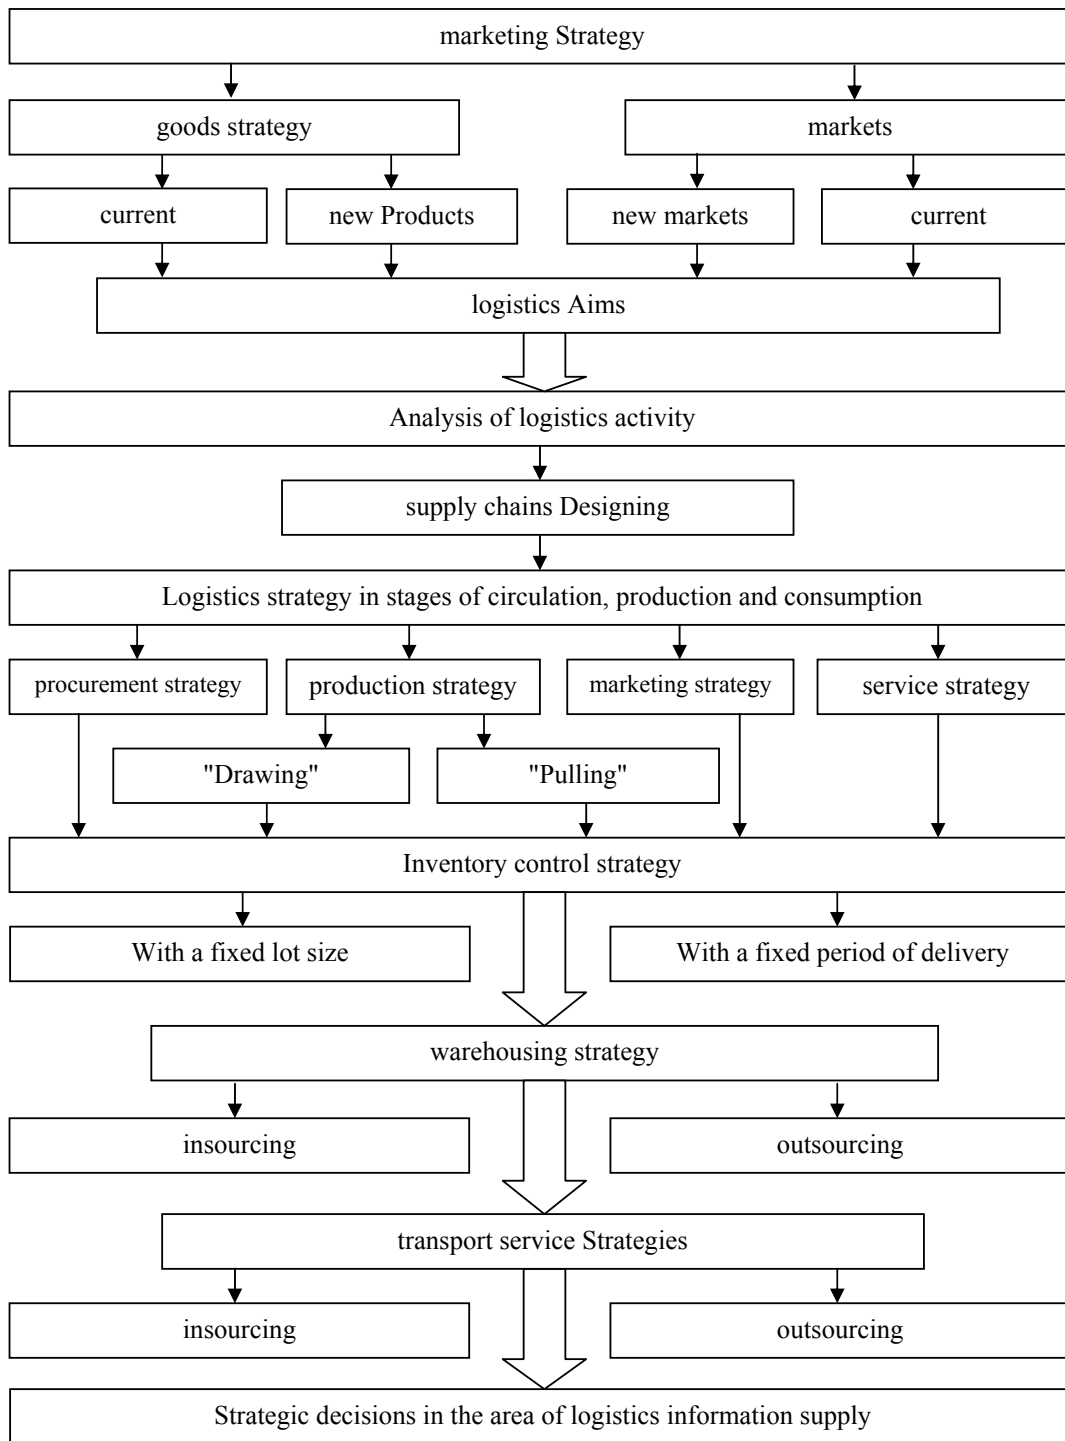 marketing Strategy
goods strategy
markets
current
new Products
new markets
current
logistics Aims
Analysis of logistics activity
supply chains Designing
Logistics strategy in stages of circulation, production and consumption
procurement strategy
production strategy
marketing strategy
service strategy
"Drawing"
"Pulling"
Inventory control strategy
With a fixed lot size
With a fixed period of delivery
warehousing strategy
insourcing
outsourcing
transport service Strategies
insourcing
outsourcing
Strategic decisions in the area of logistics information supply